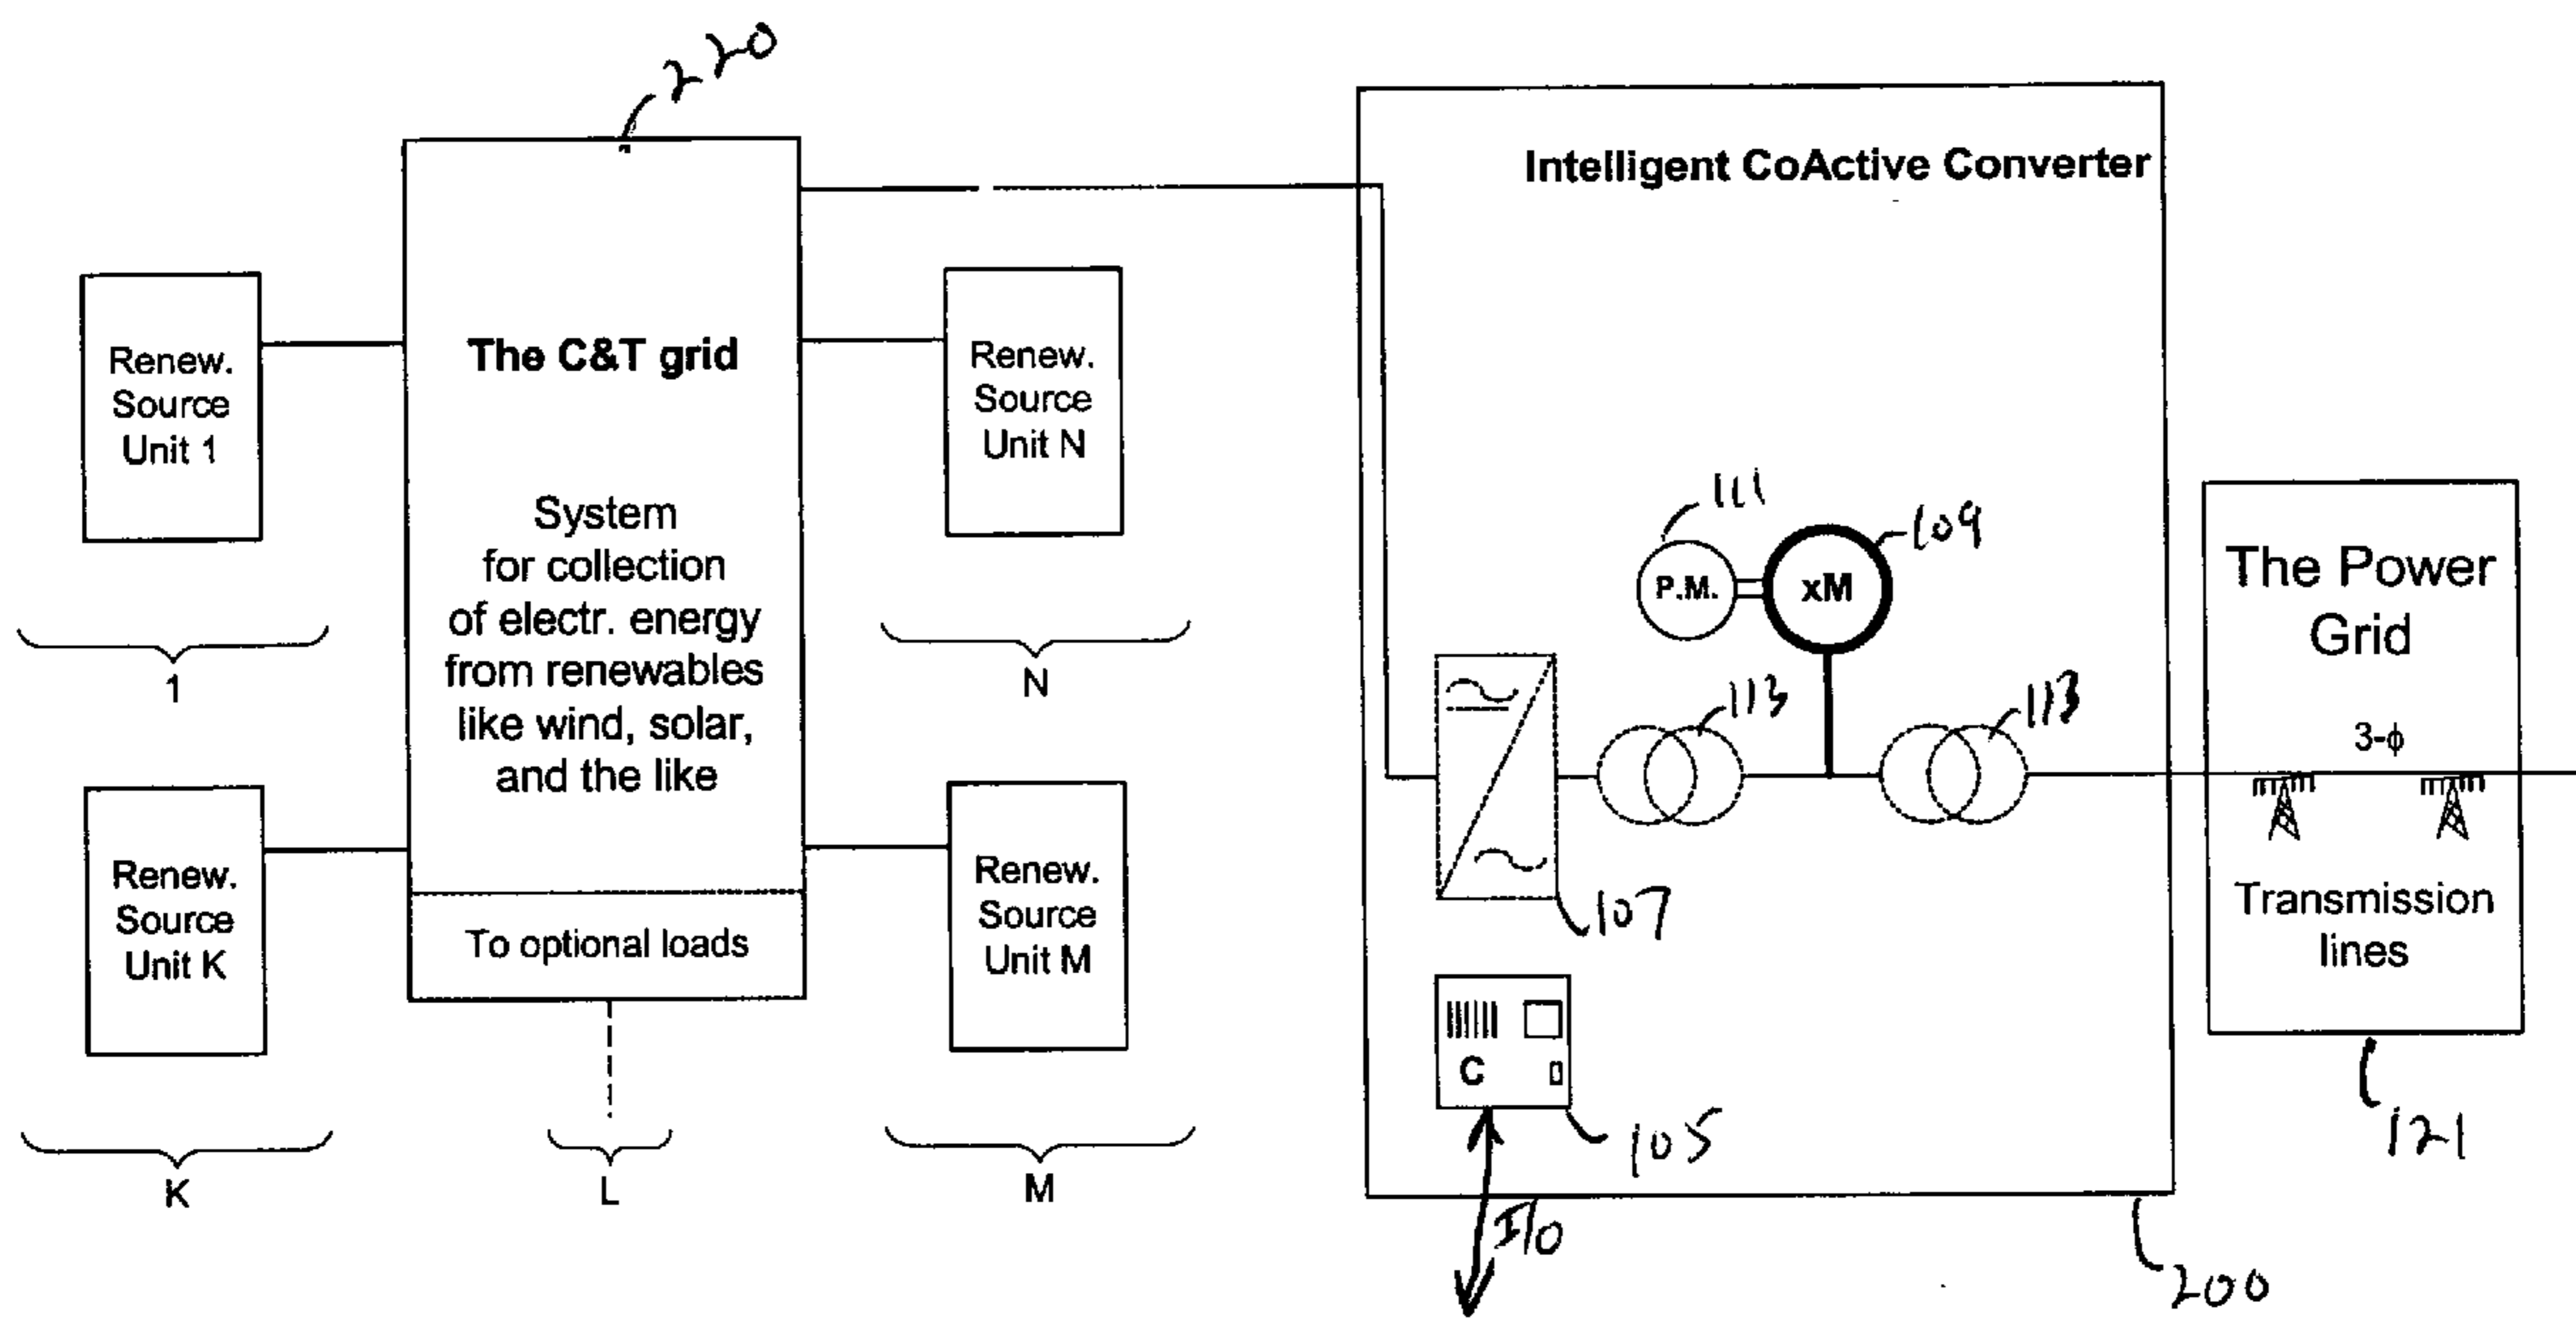 220
Intelligent CoActive Converter
Renew.
Source
Unit 1
1
The C&T grid
System
for collection
of electr. energy
from renewables
like wind, solar,
and the like
To optional loads
Renew.
Source
Unit N
N
Renew.
Source
Unit K
K
L
Renew.
Source
Unit M
M
111
109
P.M.
xM
113
113
107
C
105
I/O
The Power
Grid
3-ϕ
Transmission
lines
121
200